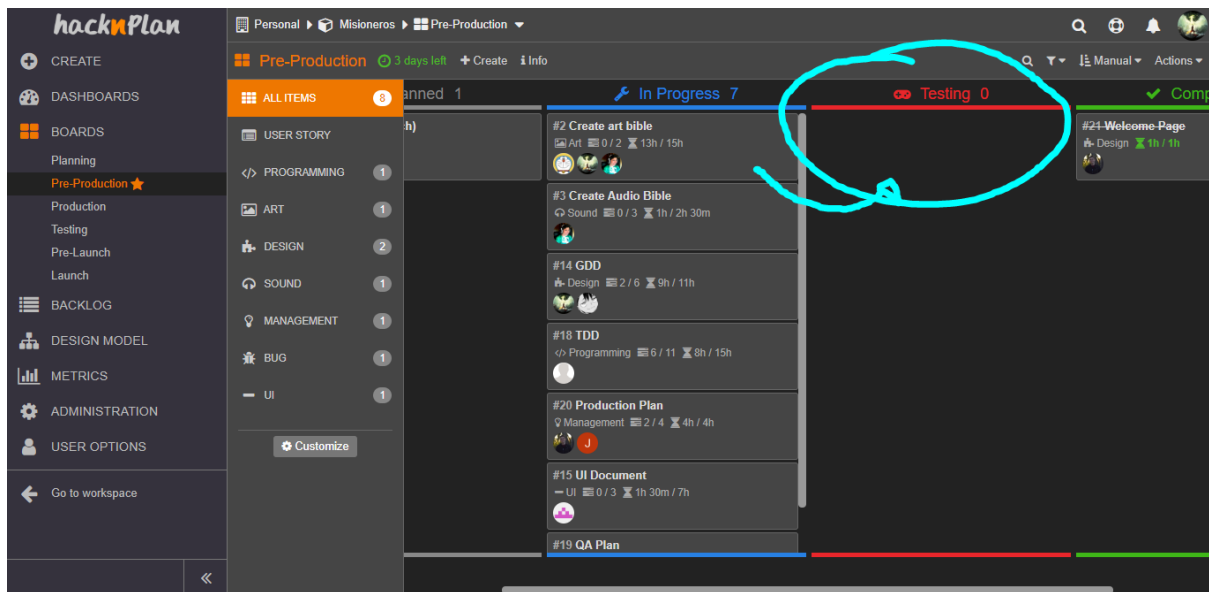 hacknPlan
CREATE
DASHBOARDS
BOARDS
Planning
Pre-Production
Production
Testing
Pre-Launch
Launch
BACKLOG
DESIGN MODEL
METRICS
ADMINISTRATION
USER OPTIONS
Go to workspace
Personal Misioneros Pre-Production
Pre-Production 3 days left Create Info
Manual Actions
ALL ITEMS 8
USER STORY
PROGRAMMING 1
ART 1
DESIGN 2
SOUND 1
MANAGEMENT 1
BUG 1
UI 1
Customize
anned 1
h)
In Progress 7
#2 Create art bible
Art 0 / 2 13h / 15h
#3 Create Audio Bible
Sound 0 / 3 1h / 2h 30m
#14 GDD
Design 2 / 6 9h / 11h
#18 TDD
Programming 6 / 11 8h / 15h
#20 Production Plan
Management 2 / 4 4h / 4h
J
#15 UI Document
UI 0 / 3 1h 30m / 7h
#19 QA Plan
Testing 0
Comp
#21 Welcome Page
Design 1h / 1h